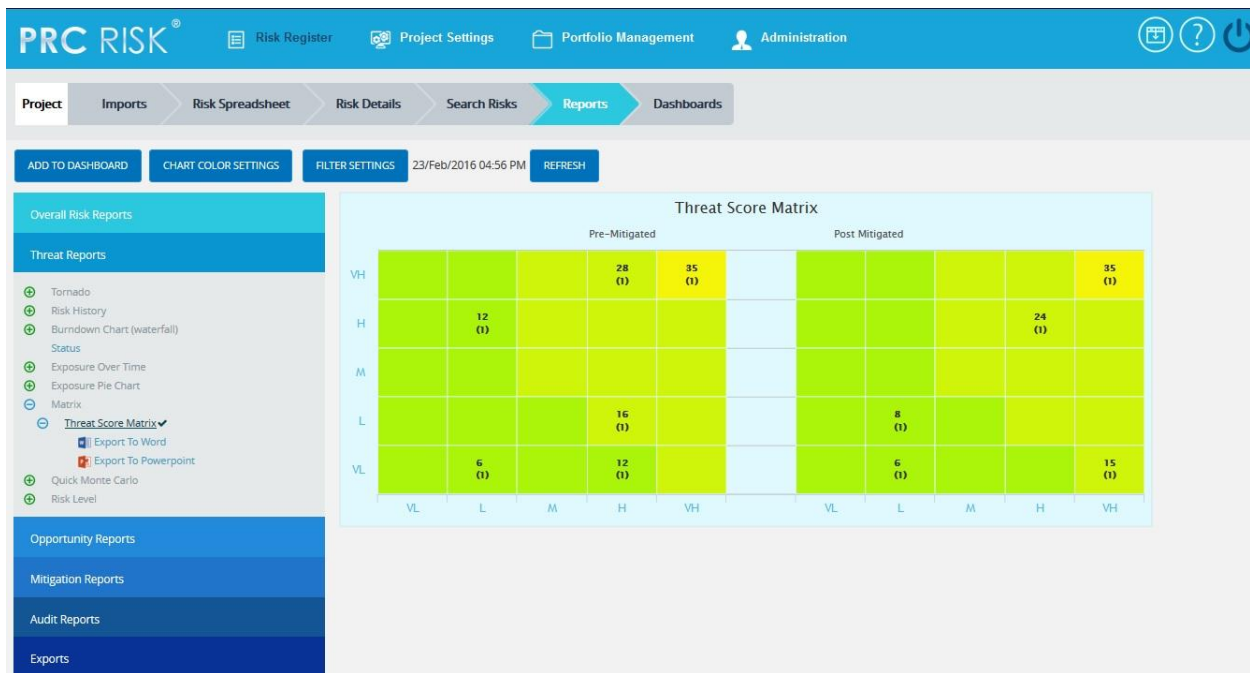 PRC RISK® Risk Register Project Settings Portfolio Management Administration
Project Imports Risk Spreadsheet Risk Details Search Risks Reports Dashboards
ADD TO DASHBOARD CHART COLOR SETTINGS FILTER SETTINGS 23/Feb/2016 04:56 PM REFRESH
Overall Risk Reports
Threat Reports
Tornado
Risk History
Burndown Chart (waterfall)
Status
Exposure Over Time
Exposure Pie Chart
Matrix
Threat Score Matrix
Export To Word
Export To Powerpoint
Quick Monte Carlo
Risk Level
Opportunity Reports
Mitigation Reports
Audit Reports
Exports
Threat Score Matrix
Pre-Mitigated Post Mitigated
VH 28 35 35
(1) (1) (1)
H 12 24
(1) (1)
M
L 16 8
(1) (1)
VL 6 12 6 15
(1) (1) (1) (1)
VL L M H VH VL L M H VH